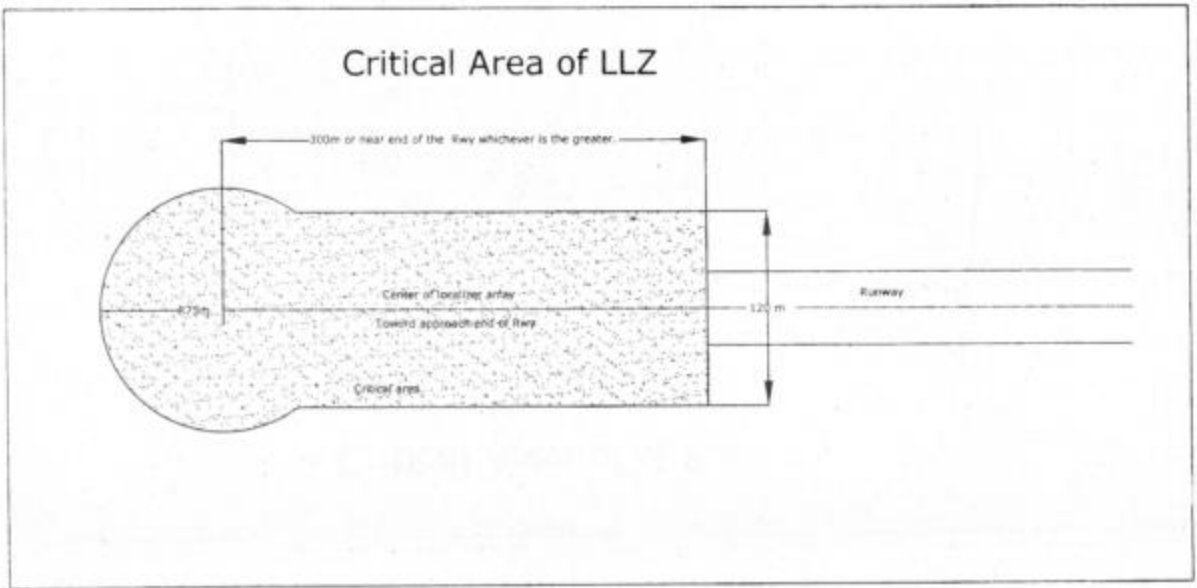 Critical Area of LLZ
300m or near end of the Rwy whichever is the greater.
Center of localizer array
Runway
R75m
120 m
Toward approach end of Rwy
Critical area